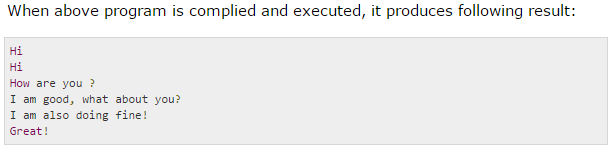 When above program is complied and executed, it produces following result:
Hi
Hi
How are you ?
I am good, what about you?
I am also doing fine!
Great!